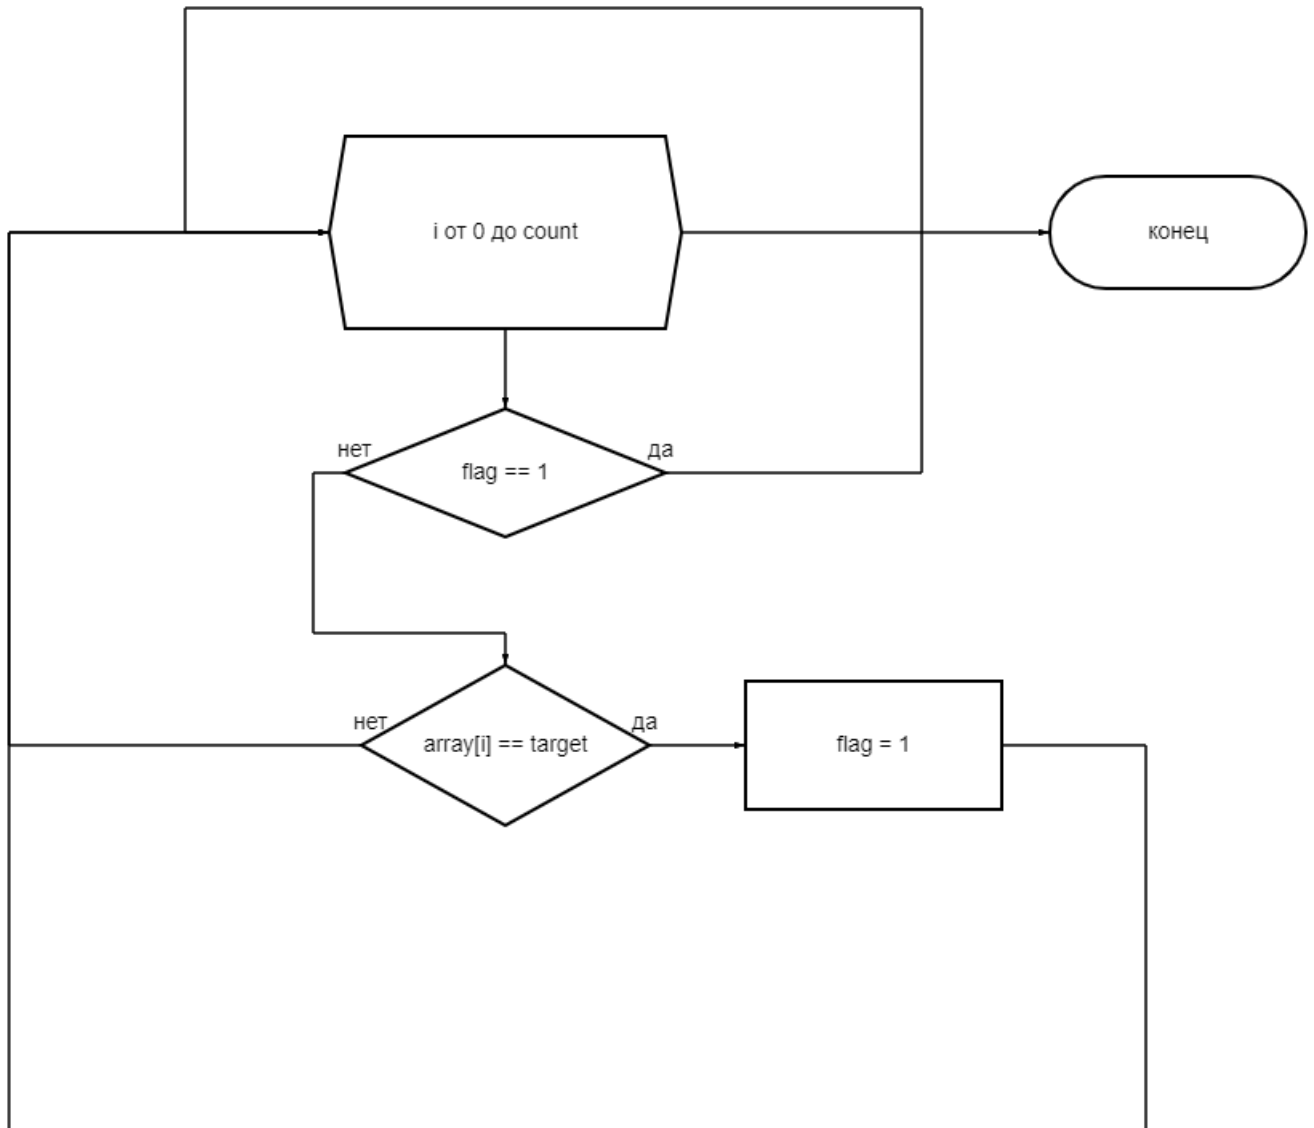 i от 0 до count
конец
нет
да
flag == 1
нет
да
array[i] == target
flag = 1